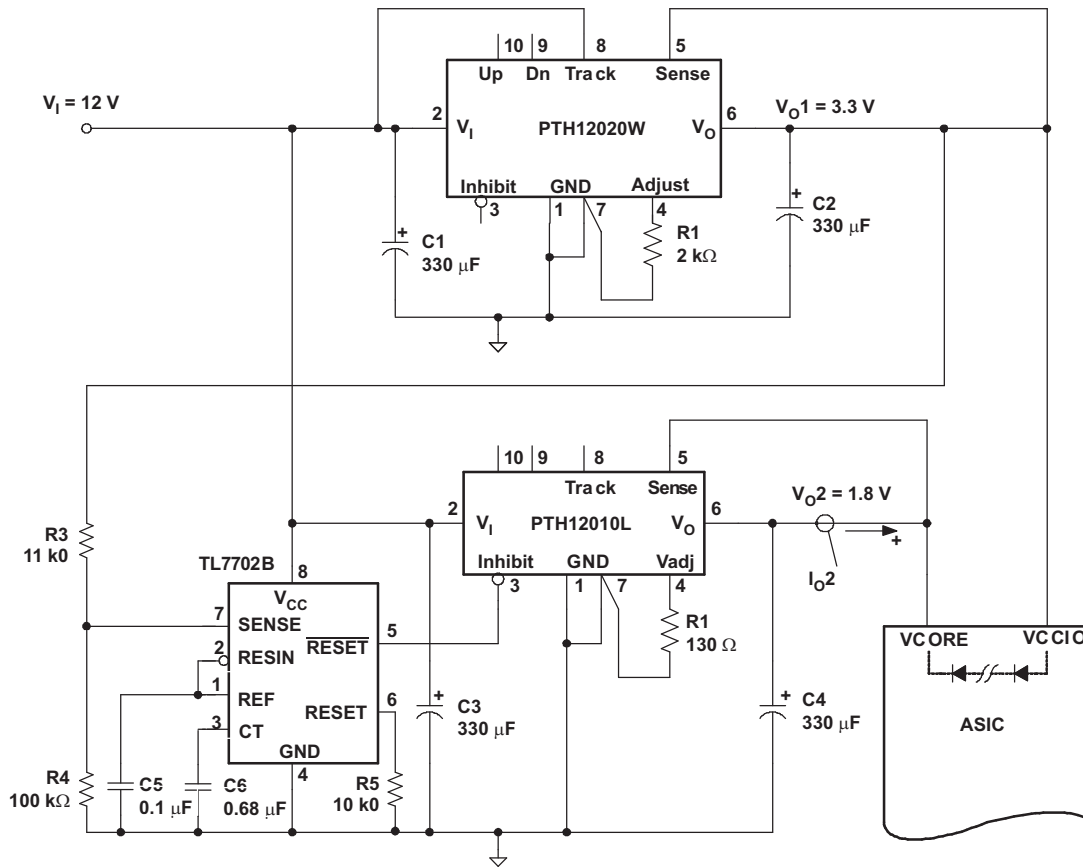 10 9 8 5
Up Dn Track Sense
V_I = 12 V
2 V_I PTH12020W V_O 6
V_O1 = 3.3 V
Inhibit GND Adjust
3 1 7 4
+
C1
330 μF
R1
2 kΩ
+
C2
330 μF
10 9 8 5
Track Sense
2 V_I PTH12010L V_O 6
V_O2 = 1.8 V
+
I_O2
Inhibit GND Vadj
3 1 7 4
R1
130 Ω
R3
11 k0
TL7702B
8
V_CC
7 SENSE
2 RESIN
1 REF
3 CT
RESET 5
RESET 6
GND
4
R4
100 kΩ
C5
0.1 μF
C6
0.68 μF
R5
10 k0
+
C3
330 μF
+
C4
330 μF
VCORE VCCIO
ASIC